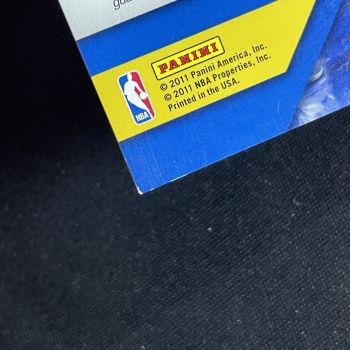 PANINI
© 2011 Panini America, Inc.
© 2011 NBA Properties, Inc.
Printed in the USA.
NBA